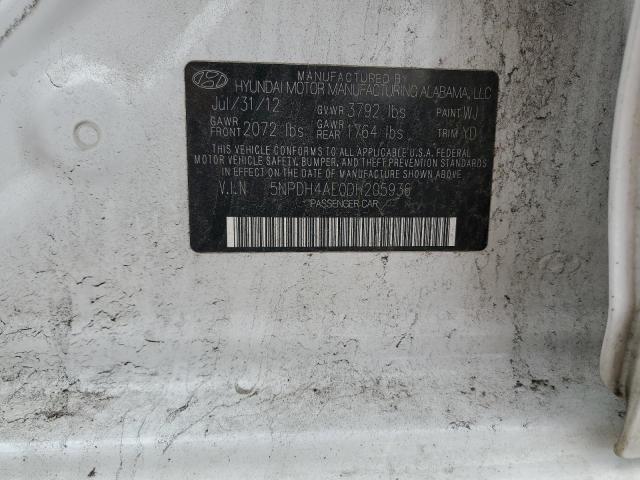 MANUFACTURED BY
HYUNDAI MOTOR MANUFACTURING ALABAMA, LLC
Jul/31/12 GVWR 3792 lbs PAINT WJ
GAWR FRONT 2072 lbs GAWR REAR 1764 lbs TRIM YD
THIS VEHICLE CONFORMS TO ALL APPLICABLE U.S.A. FEDERAL
MOTOR VEHICLE SAFETY, BUMPER, AND THEFT PREVENTION STANDARDS
IN EFFECT ON THE DATE OF MANUFACTURE SHOWN ABOVE.
V.I.N 5NPDH4AE0DH205936
PASSENGER CAR